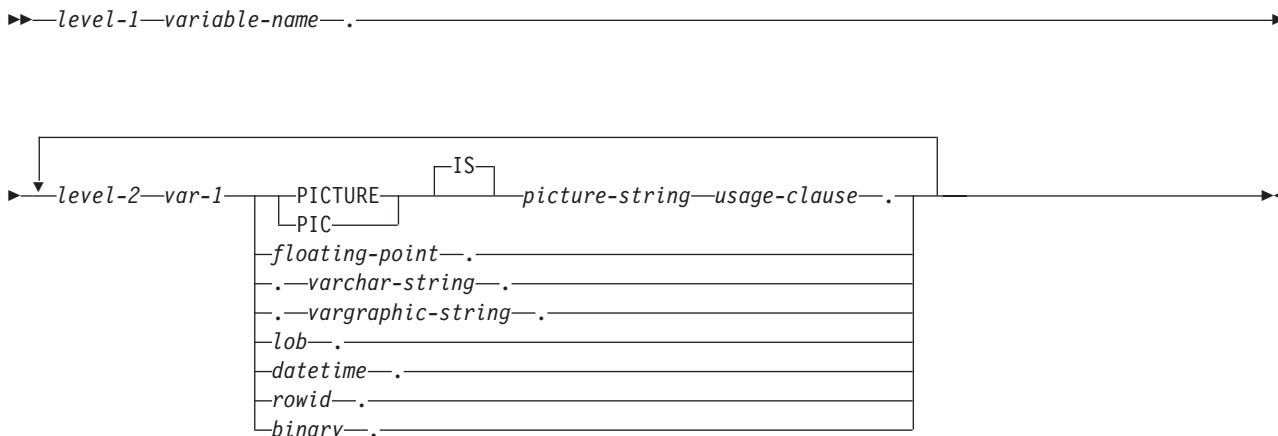 level-1 variable-name .
IS
level-2 var-1 PICTURE picture-string usage-clause .
PIC
floating-point .
. varchar-string .
. vargraphic-string .
lob .
datetime .
rowid .
binary .